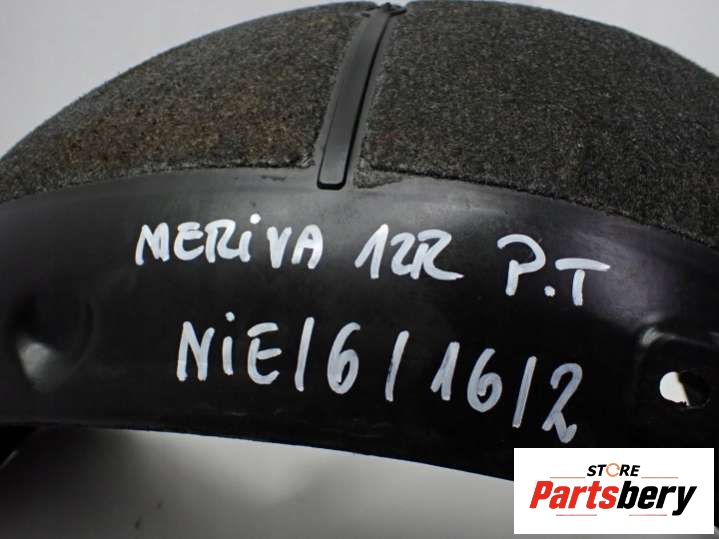 MERIVA 12R P.T
NIE/6/16/2
STORE
Partsbery